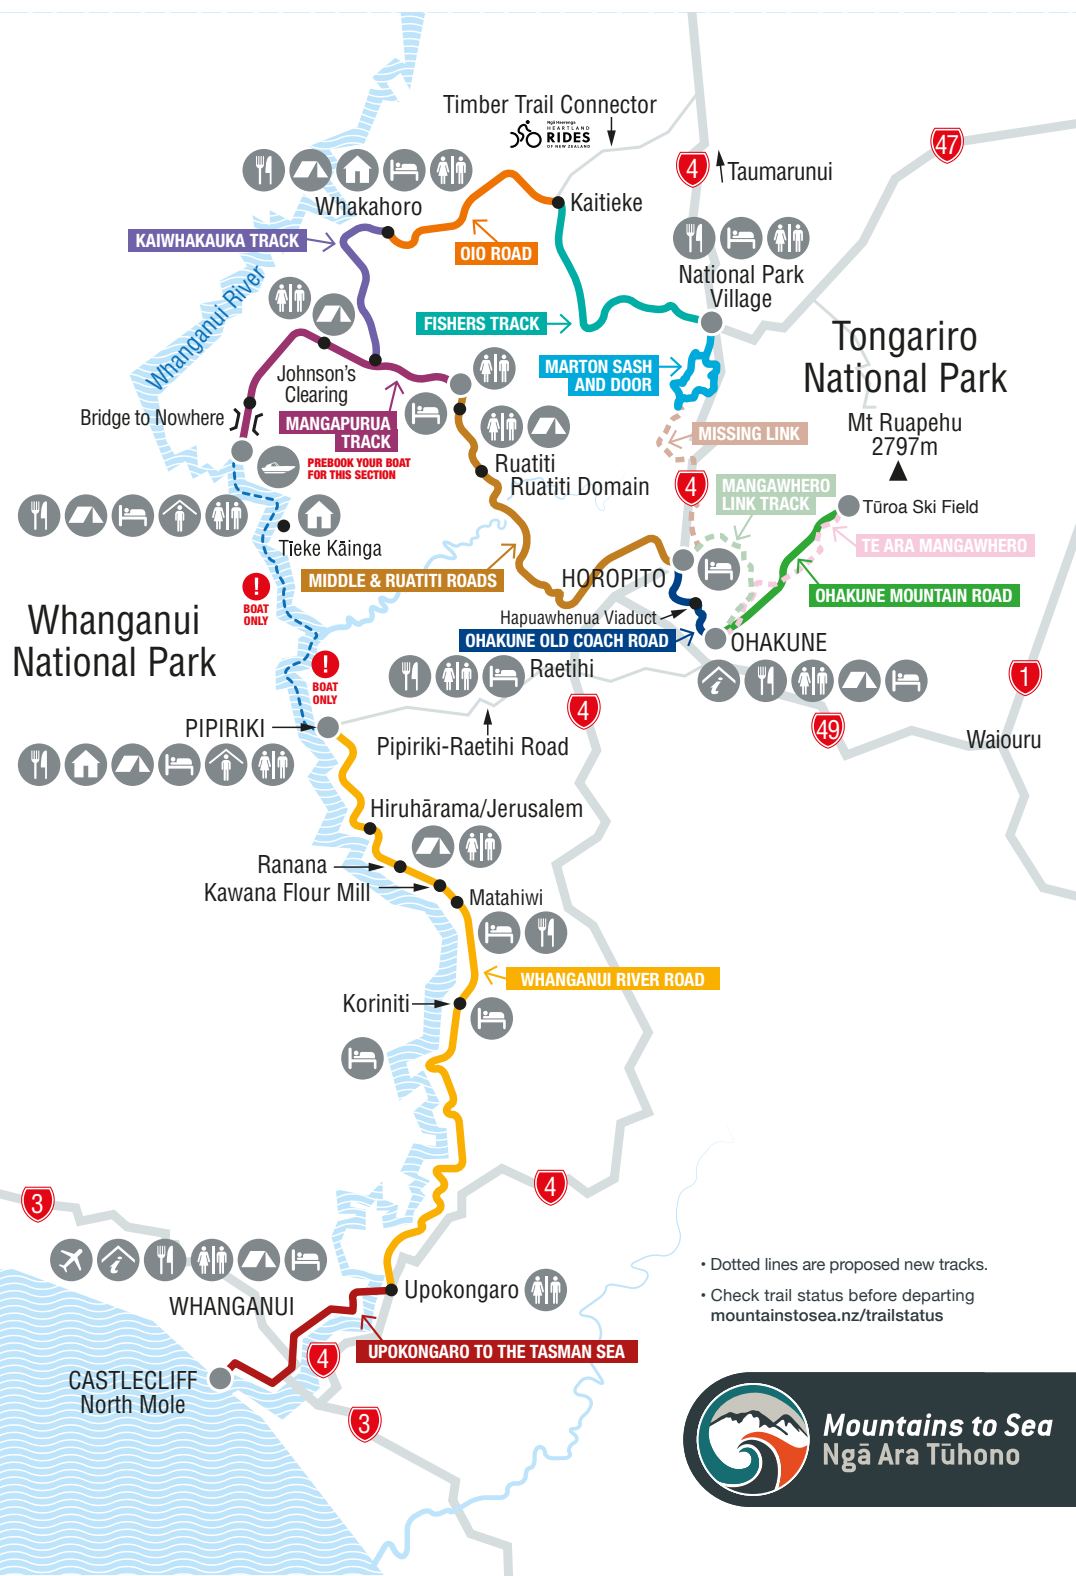 Timber Trail Connector
Ngā Haerenga
HEARTLAND
RIDES
OF NEW ZEALAND
47
4
Taumarunui
Whakahoro
Kaitieke
KAIWHAKAUKA TRACK
OIO ROAD
National Park
Village
Whanganui River
FISHERS TRACK
Tongariro
National Park
MARTON SASH
AND DOOR
Johnson's
Clearing
Bridge to Nowhere
MANGAPURUA
TRACK
Mt Ruapehu
2797m
MISSING LINK
PREBOOK YOUR BOAT
FOR THIS SECTION
Ruatiti
Ruatiti Domain
4
MANGAWHERO
LINK TRACK
Tūroa Ski Field
Tīeke Kāinga
TE ARA MANGAWHERO
MIDDLE & RUATITI ROADS
HOROPITO
OHAKUNE MOUNTAIN ROAD
!
BOAT
ONLY
Hapuawhenua Viaduct
Whanganui
National Park
OHAKUNE OLD COACH ROAD
OHAKUNE
!
BOAT
ONLY
Raetihi
i
1
4
49
PIPIRIKI
Pipiriki-Raetihi Road
Waiouru
Hiruhārama/Jerusalem
Ranana
Kawana Flour Mill
Matahiwi
WHANGANUI RIVER ROAD
Koriniti
4
3
i
• Dotted lines are proposed new tracks.
• Check trail status before departing
mountainstosea.nz/trailstatus
Upokongaro
WHANGANUI
UPOKONGARO TO THE TASMAN SEA
4
CASTLECLIFF
North Mole
3
Mountains to Sea
Ngā Ara Tūhono